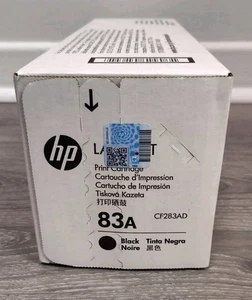 hp
LA      ET
Print Cartridge
Cartouche d'Impression
Cartucho de Impresión
Tisková Kazeta
打印硒鼓
83A
CF283AD
Black Tinta Negra
Noire 黑色